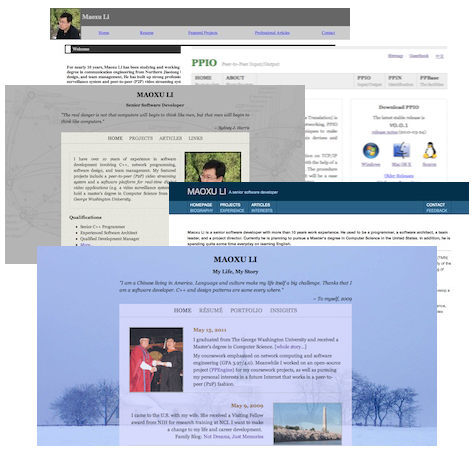 Maoxu Li
Home
Resume
Featured Projects
Professional Articles
Contact
Welcome
For nearly 10 years, Maoxu Li has been studying and working
degree in communication engineering from Northern Jiaotong
design, and team management. He has built up strong profess
surveillance system and peer-to-peer (P2P) video streaming sys
Sitemap
Guestbook
中文
PPIO Peer-to-Peer Input/Output
HOME
ABOUT
PPIO
PPIN
PFBase
Download PPIO
The latest stable release is
v0.0.1
Windows
Mac OS X
Source
Older Releases
MAOXU LI
Senior Software Developer
"The real danger is not that computers will begin to think like men, but that men will begin to
think like computers."
– Sydney J. Harris
HOME PROJECTS ARTICLES LINKS
I have over 10 years of experience in software
development involving C++, network programming,
software design, and team management. My featured
projects include a peer-to-peer (P2P) video streaming
system and a software platform for real-time digital
video applications (e.g. a video surveillance system).
George Washington University.
Qualifications
Senior C++ Programmer
Experienced Software Architect
Qualified Development Manager
More...
MAOXU LI A senior software developer
HOMEPAGE PROJECTS ARTICLES CONTACT
BIOGRAPHY EXPERIENCE INTERESTS FEEDBACK
Maoxu Li is a senior software developer with more than 10 years work experience. He used to be a programmer, a software architect, a team
leader, and a project director. Currently he is planning to pursue a Master's degree in Computer Science in the United States. In addition, he is
spending quite some time everyday on learning English.
MAOXU LI
My Life, My Story
"I am a Chinese living in America. Language and culture make my life itself a big challenge. Thanks that I
am a software developer. C++ and design patterns are same every where."
– To myself, 2009
HOME RÉSUMÉ PORTFOLIO INSIGHTS
May 15, 2011
I graduated from The George Washington University and received a
Master's degree in Computer Science. [whole story...]
My coursework emphasized on network computing and software
engineering (GPA 3.97/4.0). Meanwhile I worked on an open-source
project (PPEngine) for my coursework projects, as well as pursuing
my personal interest in a future Internet that works in a peer-to-
peer (P2P) fashion.
May 9, 2009
I came to the U.S. with my wife. She received a Visiting Fellow
award from NIH for research training at NCI. I want to make
a change to my life and career development.
Family Blog: Not Dreams, Just Memories